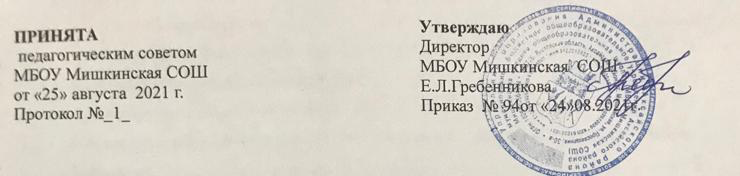 ПРИНЯТА
педагогическим советом
МБОУ Мишкинская СОШ
от «25» августа 2021 г.
Протокол №_1_
Утверждаю
Директор
МБОУ Мишкинская СОШ
Е.Л.Гребенникова
Приказ № 94от «24»08.2021г.